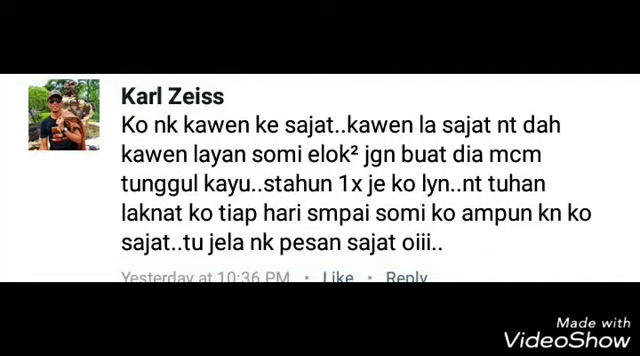 Karl Zeiss
Ko nk kawen ke sajat..kawen la sajat nt dah
kawen layan somi elok² jgn buat dia mcm
tunggul kayu..stahun 1x je ko lyn..nt tuhan
laknat ko tiap hari smpai somi ko ampun kn ko
sajat..tu jela nk pesan sajat oiii..
Yesterday at 10:36 PM · Like · Reply
Made with
VideoShow